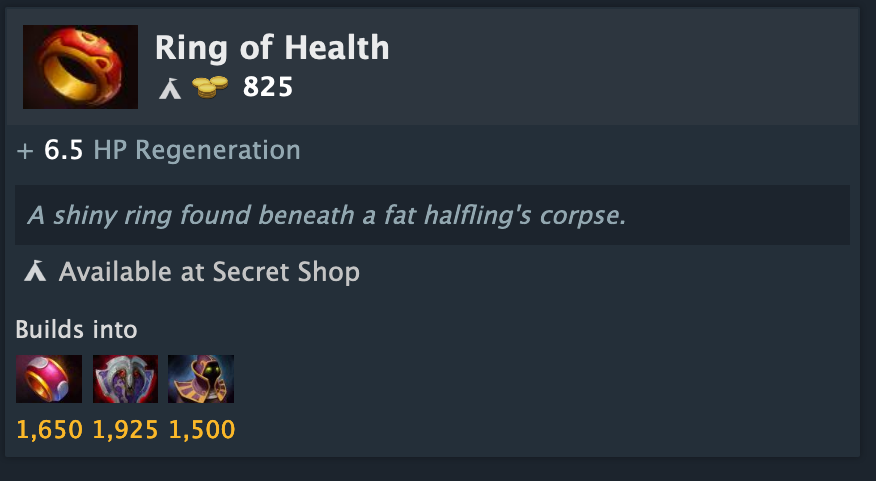 Ring of Health
825
+ 6.5 HP Regeneration
A shiny ring found beneath a fat halfling's corpse.
Available at Secret Shop
Builds into
1,650 1,925 1,500